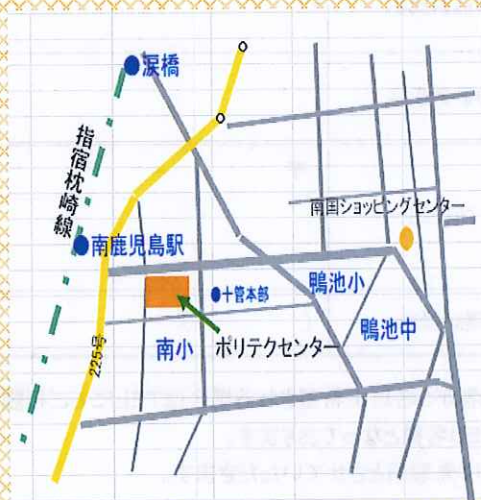 涙橋
指宿枕崎線
南国ショッピングセンター
南鹿児島駅
十管本部
鴨池小
鴨池中
南小
ポリテクセンター
225号